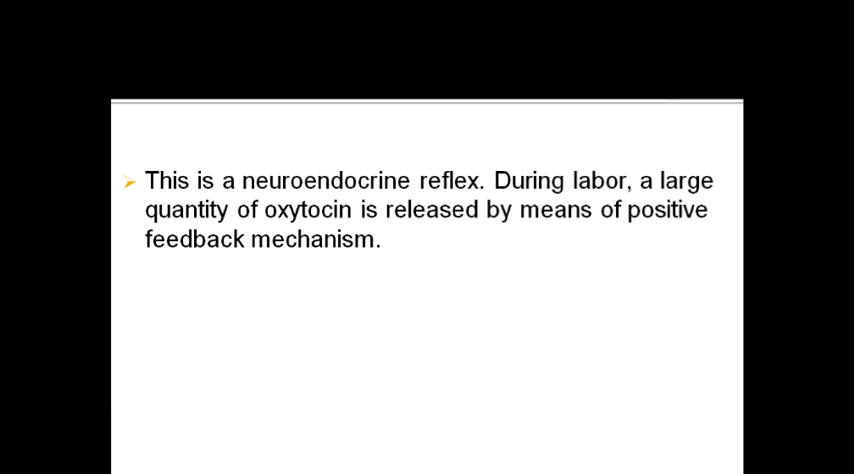 This is a neuroendocrine reflex. During labor, a large
quantity of oxytocin is released by means of positive
feedback mechanism.